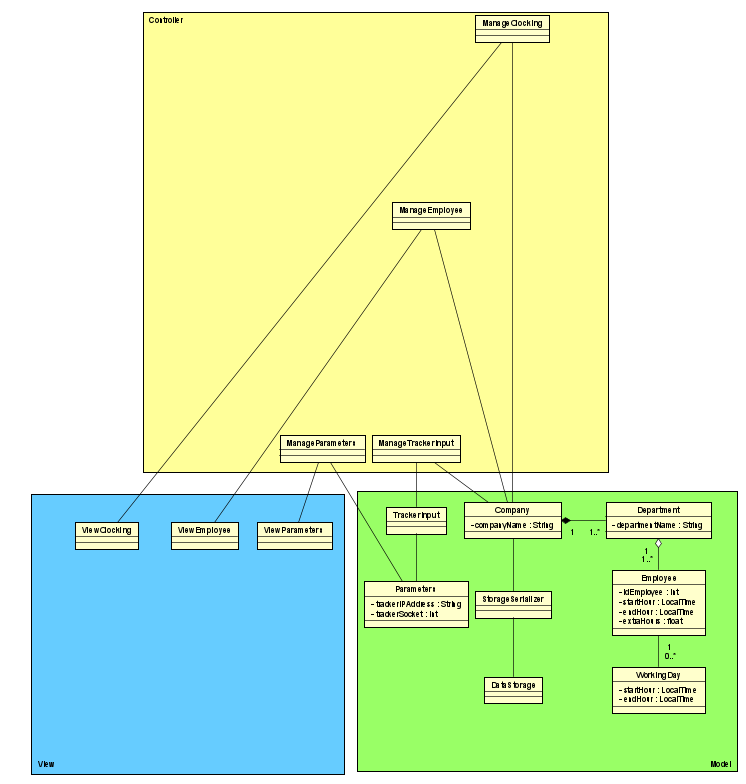 Controller
ManageClocking
ManageEmployee
ManageParameters
ManageTrackerInput
ViewClocking
ViewEmployee
ViewParameters
View
TrackerInput
Company
-companyName : String
1
1..*
Department
-departmentName : String
1
1..*
Parameters
-trackerIPAddress : String
-trackerSocket : int
StorageSerializer
Employee
-idEmployee : int
-startHour : LocalTime
-endHour : LocalTime
-extraHours : float
1
0..*
DataStorage
WorkingDay
-startHour : LocalTime
-endHour : LocalTime
Model